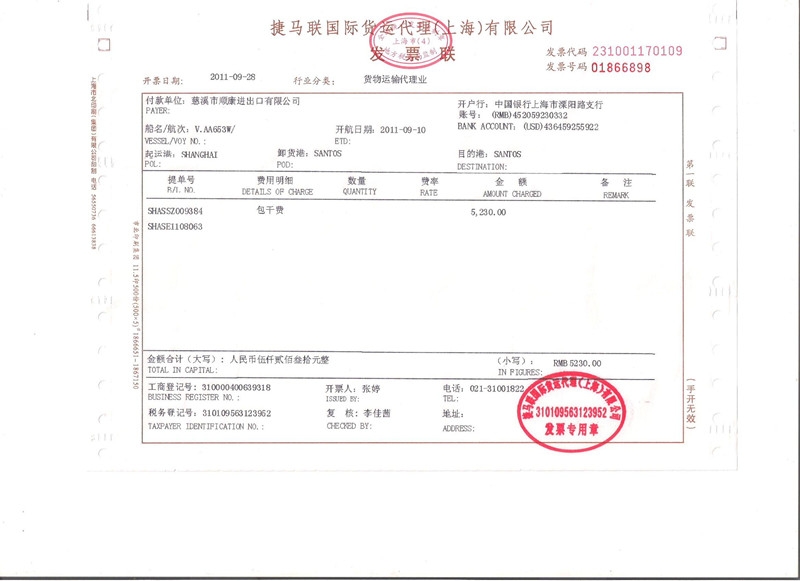 捷马联国际货运代理(上海)有限公司
发票联
发票代码 231001170109
发票号码 01866898
开票日期: 2011-09-28 行业分类: 货物运输代理业
付款单位: 慈溪市顺康进出口有限公司
PAYER:
开户行: 中国银行上海市溧阳路支行
账号: (RMB)452059230332
BANK ACCOUNT: (USD)436459255922
船名/航次: V.AA653W/ 开航日期: 2011-09-10
VESSEL/VOY NO.: ETD:
起运港: SHANGHAI 卸货港: SANTOS 目的港: SANTOS
POL: POD: DESTINATION:
提单号 费用明细 数量 费率 金 额 备 注
B/L NO. DETAILS OF CHARGE QUANTITY RATE AMOUNT CHARGED REMARK
SHASSZ009384 包干费 5,230.00
SHASE1108063
金额合计(大写): 人民币伍仟贰佰叁拾元整 (小写): RMB5230.00
TOTAL IN CAPITAL: IN FIGURES:
工商登记号: 310000400639318 开票人: 张婷 电话: 021-31001822
BUSINESS REGISTER NO.: ISSUED BY: TEL:
税务登记号: 310109563123952 复 核: 李佳茜 地址:
TAXPAYER IDENTIFICATION NO.: CHECKED BY: ADDRESS:
捷马联国际货运代理(上海)有限公司
310109563123952
发票专用章
第一联 发票联
(手开无效)
上海市(4)